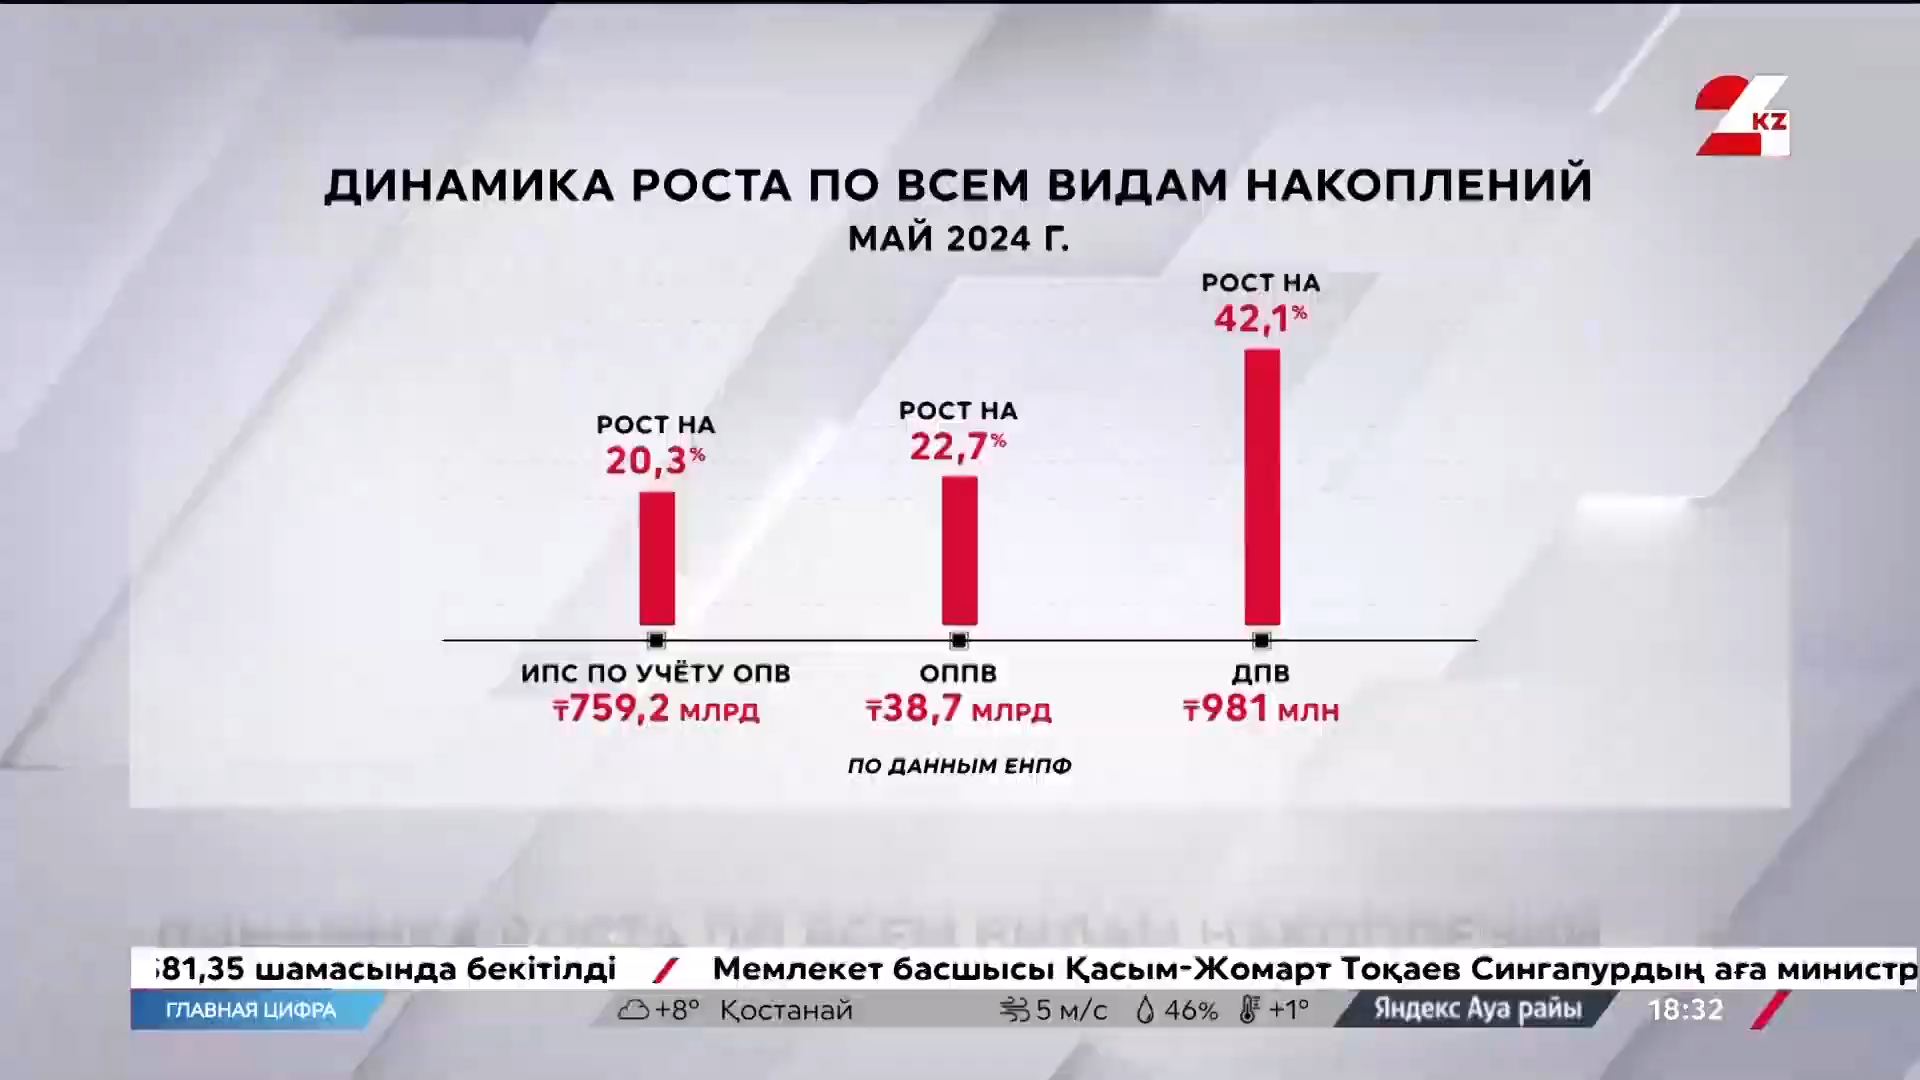 24 KZ
ДИНАМИКА РОСТА ПО ВСЕМ ВИДАМ НАКОПЛЕНИЙ
МАЙ 2024 Г.
РОСТ НА
20,3%
РОСТ НА
22,7%
РОСТ НА
42,1%
ИПС ПО УЧЁТУ ОПВ
₸759,2 МЛРД
ОППВ
₸38,7 МЛРД
ДПВ
₸981 МЛН
ПО ДАННЫМ ЕНПФ
81,35 шамасында бекітілді / Мемлекет басшысы Қасым-Жомарт Тоқаев Сингапурдың аға министр
ГЛАВНАЯ ЦИФРА +8° Қостанай 5 м/с 46% +1° Яндекс Ауа райы 18:32